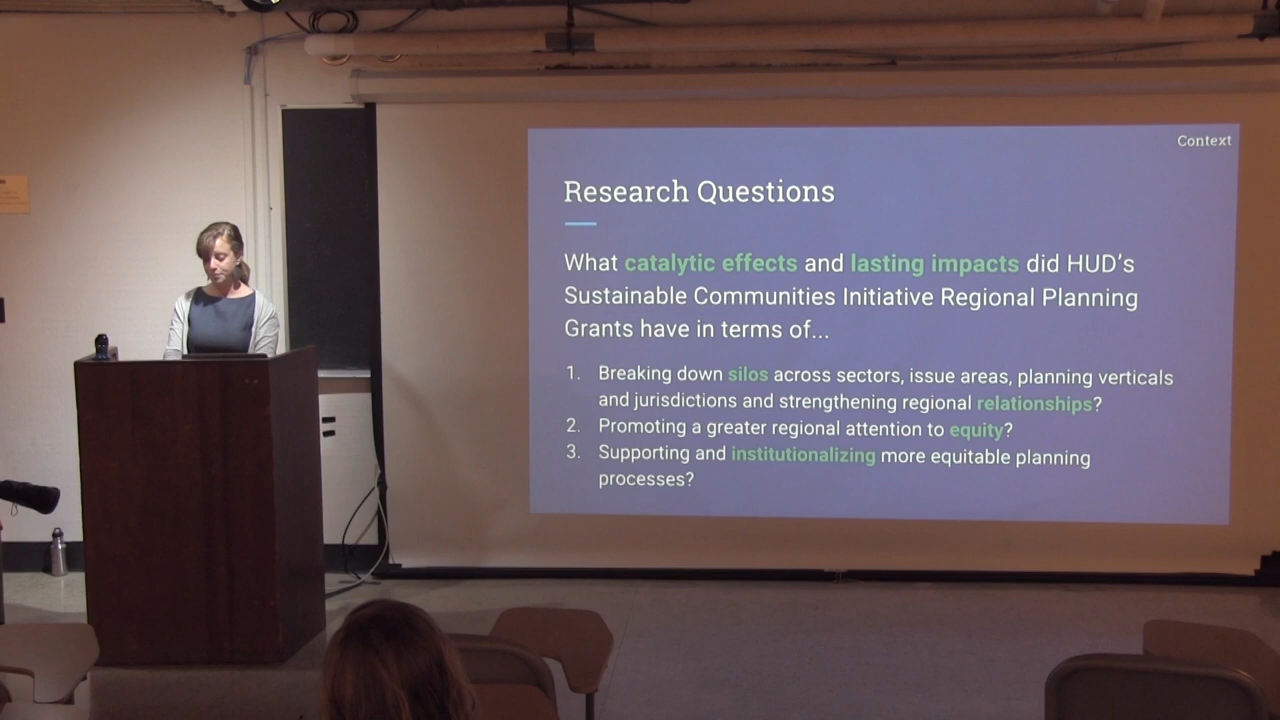 Context
Research Questions
What catalytic effects and lasting impacts did HUD's
Sustainable Communities Initiative Regional Planning
Grants have in terms of...
1. Breaking down silos across sectors, issue areas, planning verticals
and jurisdictions and strengthening regional relationships?
2. Promoting a greater regional attention to equity?
3. Supporting and institutionalizing more equitable planning
processes?